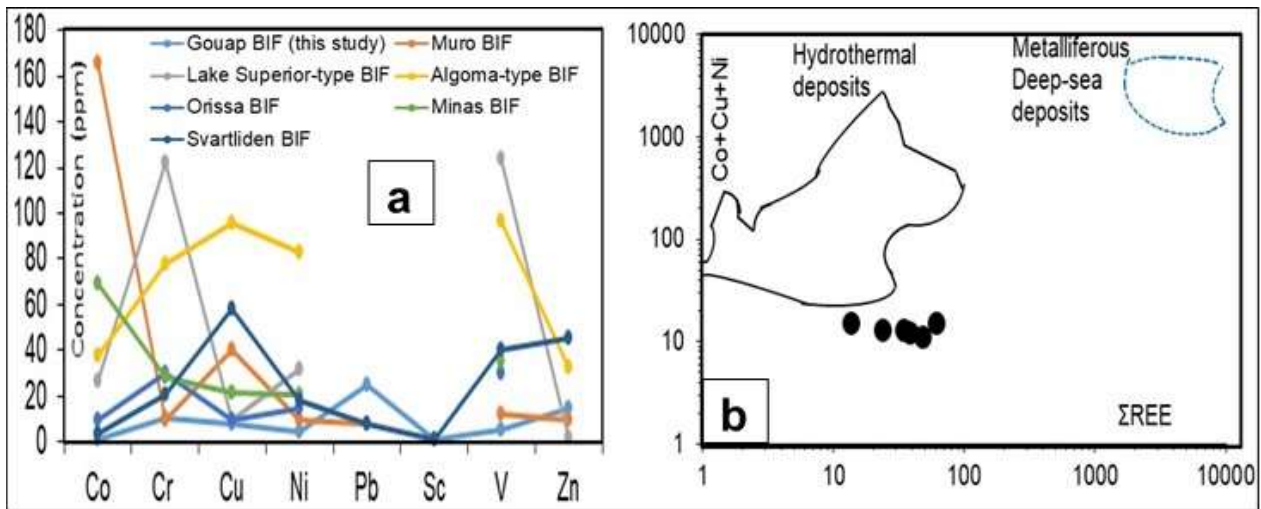 180
160
140
120
100
80
60
40
20
0
Concentration (ppm)
Gouap BIF (this study)
Muro BIF
Lake Superior-type BIF
Algoma-type BIF
Orissa BIF
Minas BIF
Svartliden BIF
a
Co Cr Cu Ni Pb Sc V Zn
10000
1000
100
10
1
Co+Cu+Ni
Hydrothermal
deposits
Metalliferous
Deep-sea
deposits
b
ΣREE
1 10 100 1000 10000